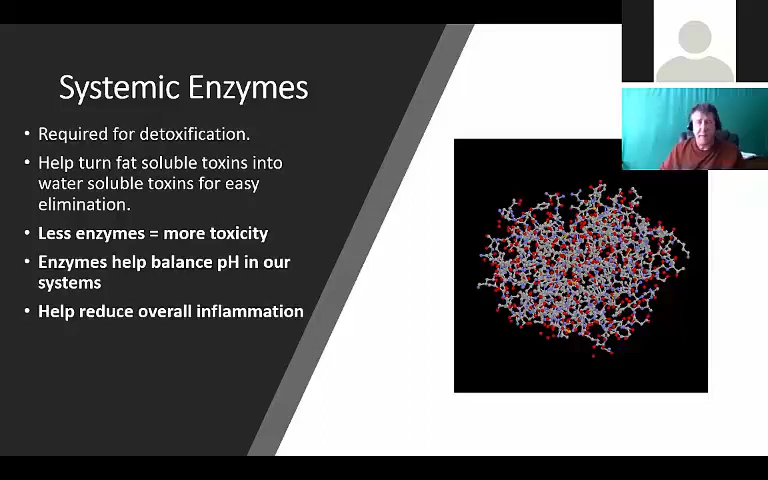 Systemic Enzymes
• Required for detoxification.
• Help turn fat soluble toxins into
water soluble toxins for easy
elimination.
• Less enzymes = more toxicity
• Enzymes help balance pH in our
systems
• Help reduce overall inflammation